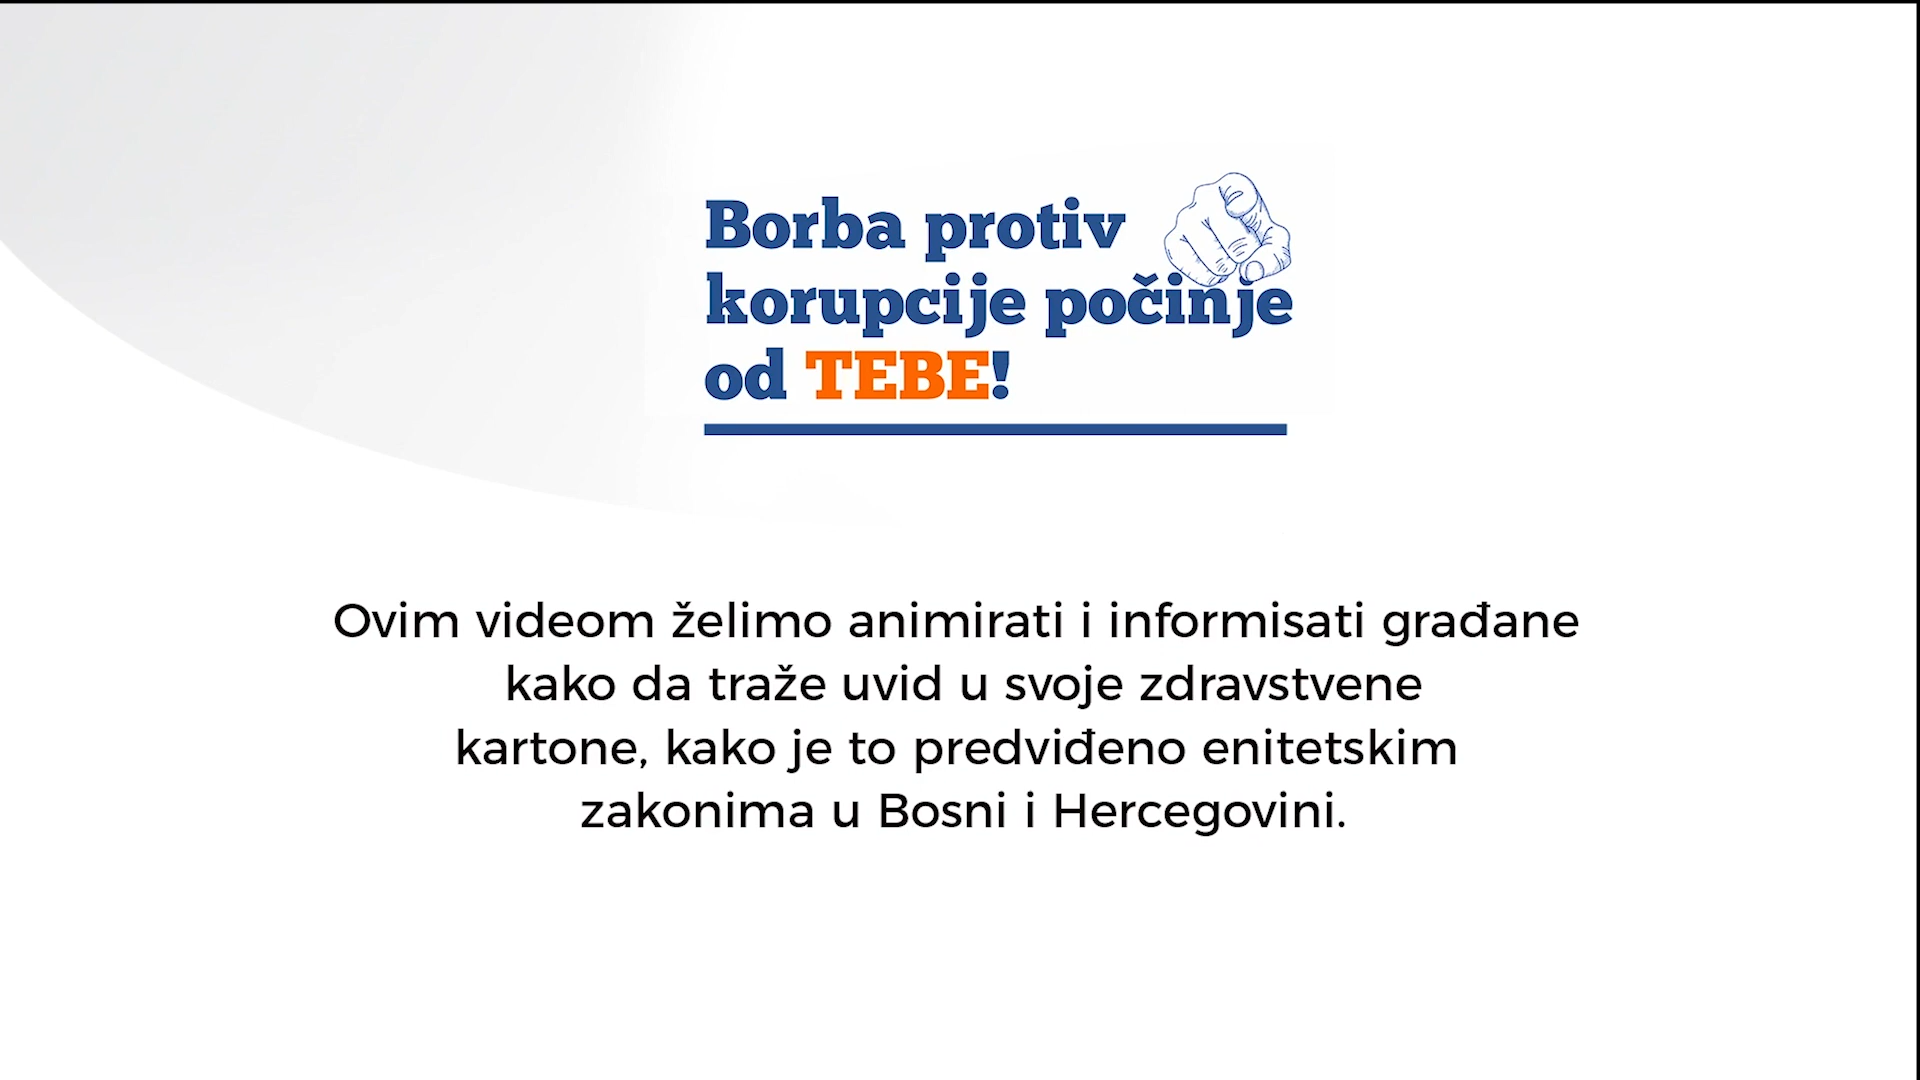 Borba protiv
korupcije počinje
od TEBE!
Ovim videom želimo animirati i informisati građane
kako da traže uvid u svoje zdravstvene
kartone, kako je to predviđeno enitetskim
zakonima u Bosni i Hercegovini.